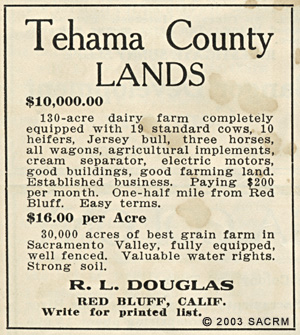 Tehama County
LANDS
$10,000.00
130-acre dairy farm completely
equipped with 19 standard cows, 10
heifers, Jersey bull, three horses,
all wagons, agricultural implements,
cream separator, electric motors,
good buildings, good farming land.
Established business. Paying $200
per month. One-half mile from Red
Bluff. Easy terms.
$16.00 per Acre
30,000 acres of best grain farm in
Sacramento Valley, fully equipped,
well fenced. Valuable water rights.
Strong soil.
R. L. DOUGLAS
RED BLUFF, CALIF.
Write for printed list.
© 2003 SACRM